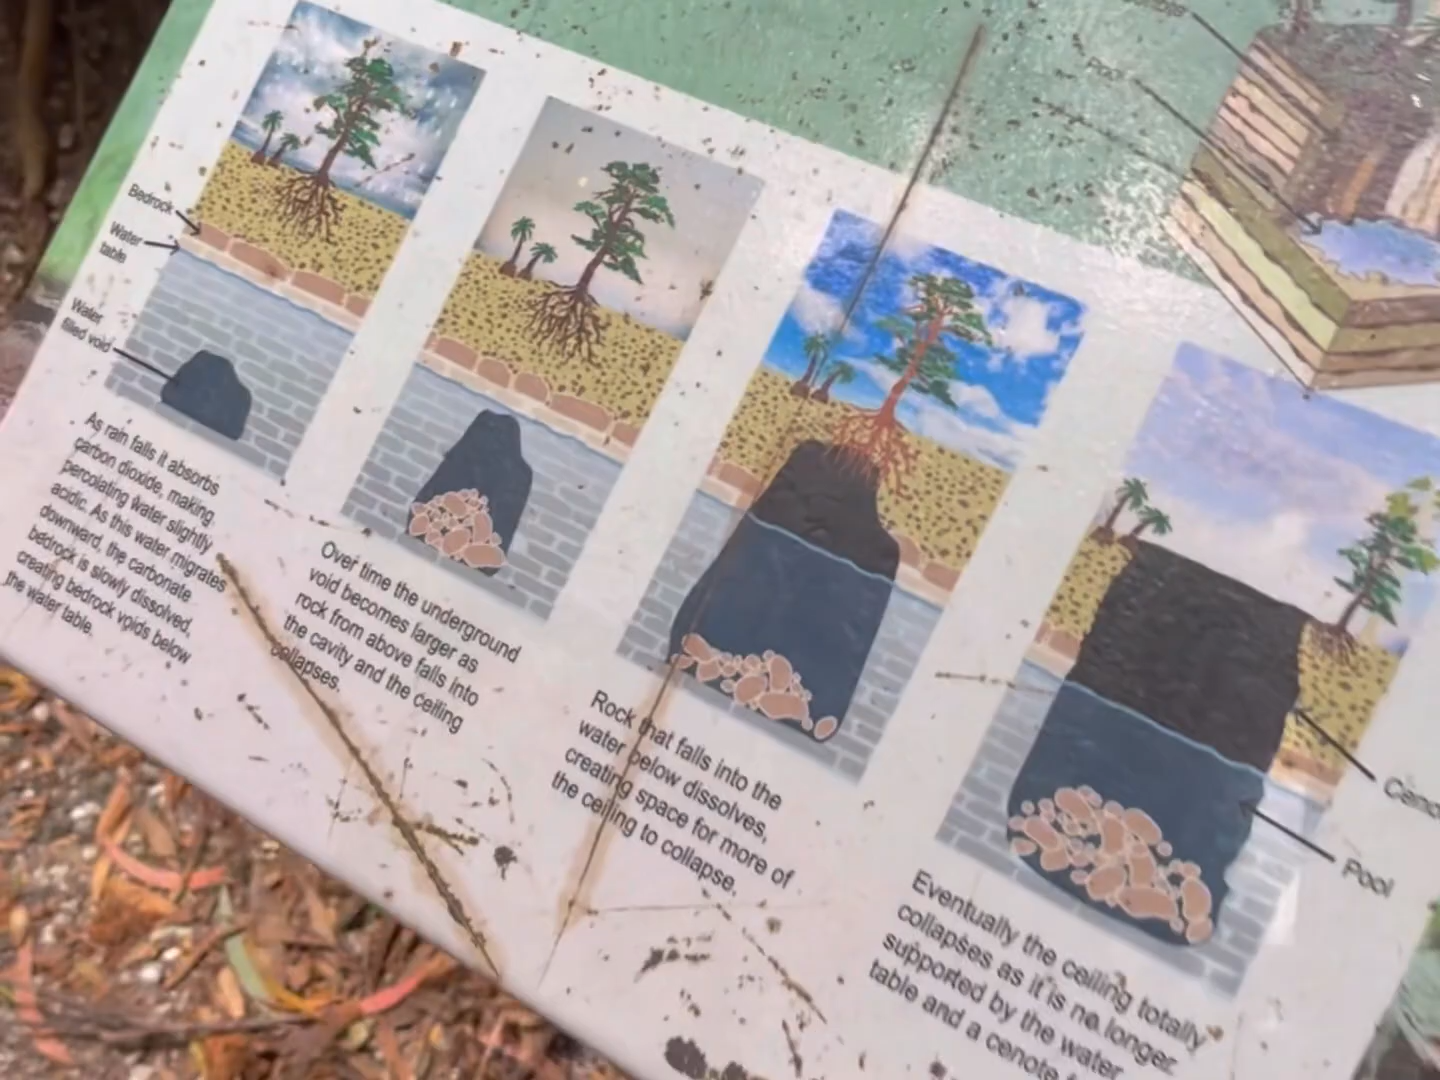 Pool
Bedrock
Water
table
Water
filled void
As rain falls it absorbs
carbon dioxide, making
percolating water slightly
acidic. As this water migrates
downward, the carbonate
bedrock is slowly dissolved,
creating bedrock voids below
the water table.
Over time the underground
void becomes larger as
rock from above falls into
the cavity and the ceiling
collapses.
Rock that falls into the
water below dissolves,
creating space for more of
the ceiling to collapse.
Pool
Eventually the ceiling totally
collapses as it is no longer
supported by the water
table and a cenote